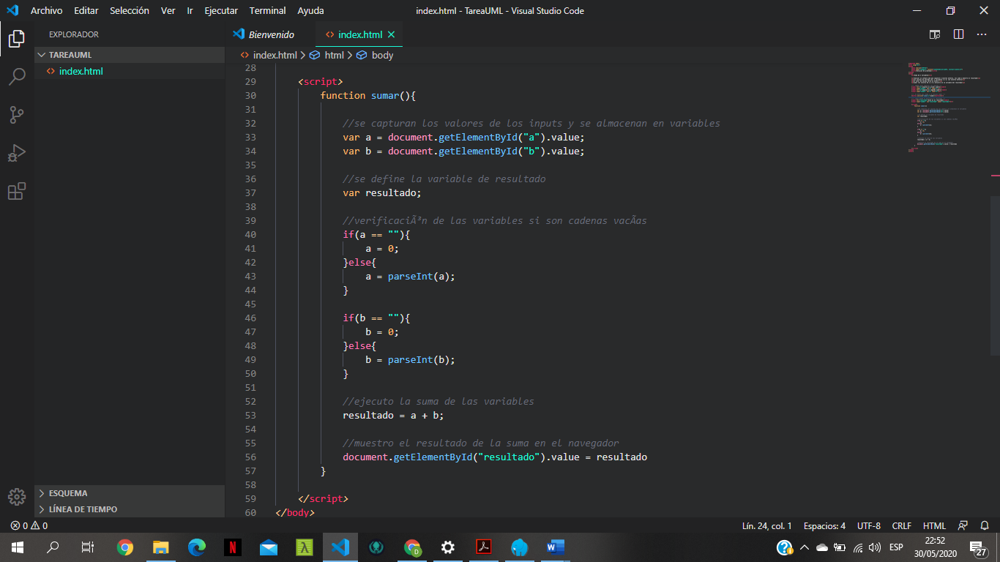 Archivo Editar Selección Ver Ir Ejecutar Terminal Ayuda index.html - TareaUML - Visual Studio Code
EXPLORADOR
Bienvenido
index.html
TAREAUML
index.html
index.html > html > body
28
29 <script>
30 function sumar(){
31
32 //se capturan los valores de los inputs y se almacenan en variables
33 var a = document.getElementById("a").value;
34 var b = document.getElementById("b").value;
35
36 //se define la variable de resultado
37 var resultado;
38
39 //verificaciÃ³n de las variables si son cadenas vacÃas
40 if(a == ""){
41 a = 0;
42 }else{
43 a = parseInt(a);
44 }
45
46 if(b == ""){
47 b = 0;
48 }else{
49 b = parseInt(b);
50 }
51
52 //ejecuto la suma de las variables
53 resultado = a + b;
54
55 //muestro el resultado de la suma en el navegador
56 document.getElementById("resultado").value = resultado
57 }
58
59 </script>
60 </body>
ESQUEMA
LÍNEA DE TIEMPO
0 0
Lín. 24, col. 1 Espacios: 4 UTF-8 CRLF HTML
ESP
22:52
30/05/2020
27